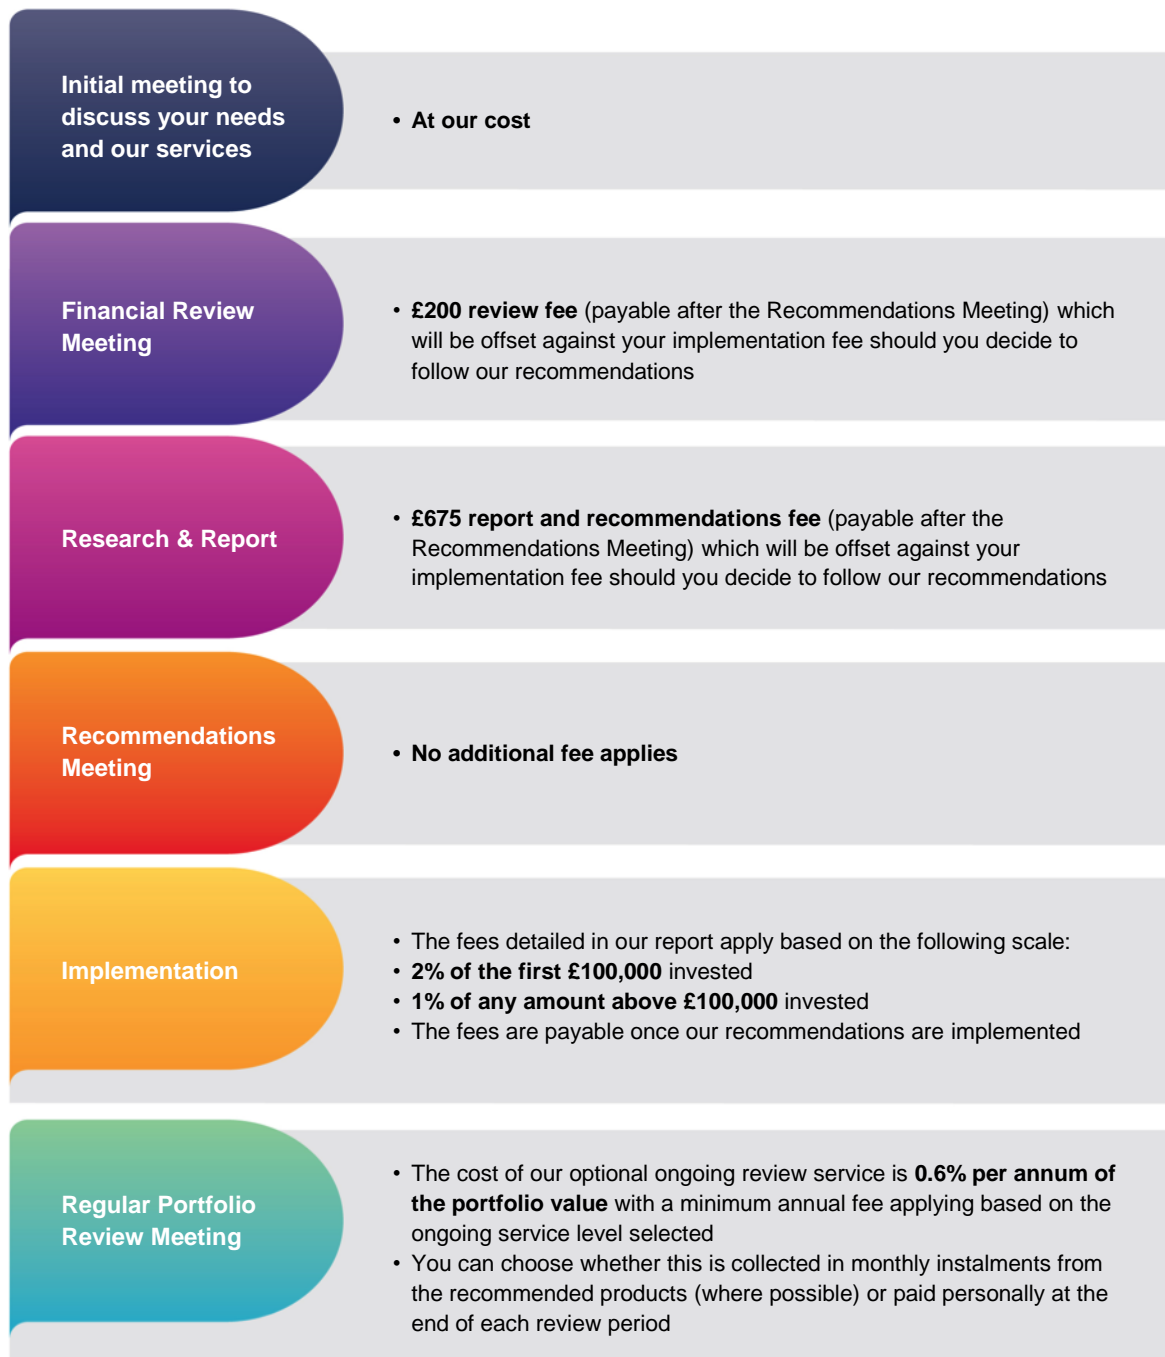 Initial meeting to
discuss your needs
and our services
• At our cost
Financial Review
Meeting
• £200 review fee (payable after the Recommendations Meeting) which
will be offset against your implementation fee should you decide to
follow our recommendations
Research & Report
• £675 report and recommendations fee (payable after the
Recommendations Meeting) which will be offset against your
implementation fee should you decide to follow our recommendations
Recommendations
Meeting
• No additional fee applies
Implementation
• The fees detailed in our report apply based on the following scale:
• 2% of the first £100,000 invested
• 1% of any amount above £100,000 invested
• The fees are payable once our recommendations are implemented
Regular Portfolio
Review Meeting
• The cost of our optional ongoing review service is 0.6% per annum of
the portfolio value with a minimum annual fee applying based on the
ongoing service level selected
• You can choose whether this is collected in monthly instalments from
the recommended products (where possible) or paid personally at the
end of each review period